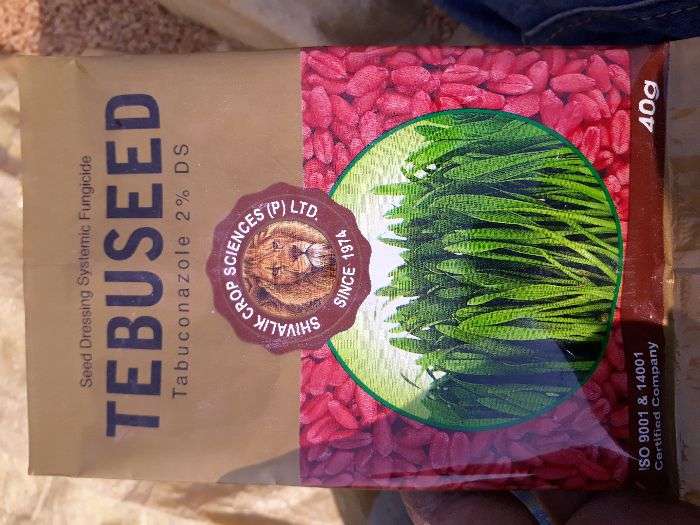 Seed Dressing Systemic Fungicide
TEBUSEED
Tabuconazole 2% DS
SHIVALIK CROP SCIENCES (P) LTD.
SINCE 1974
ISO 9001 & 14001
Certified Company
40g